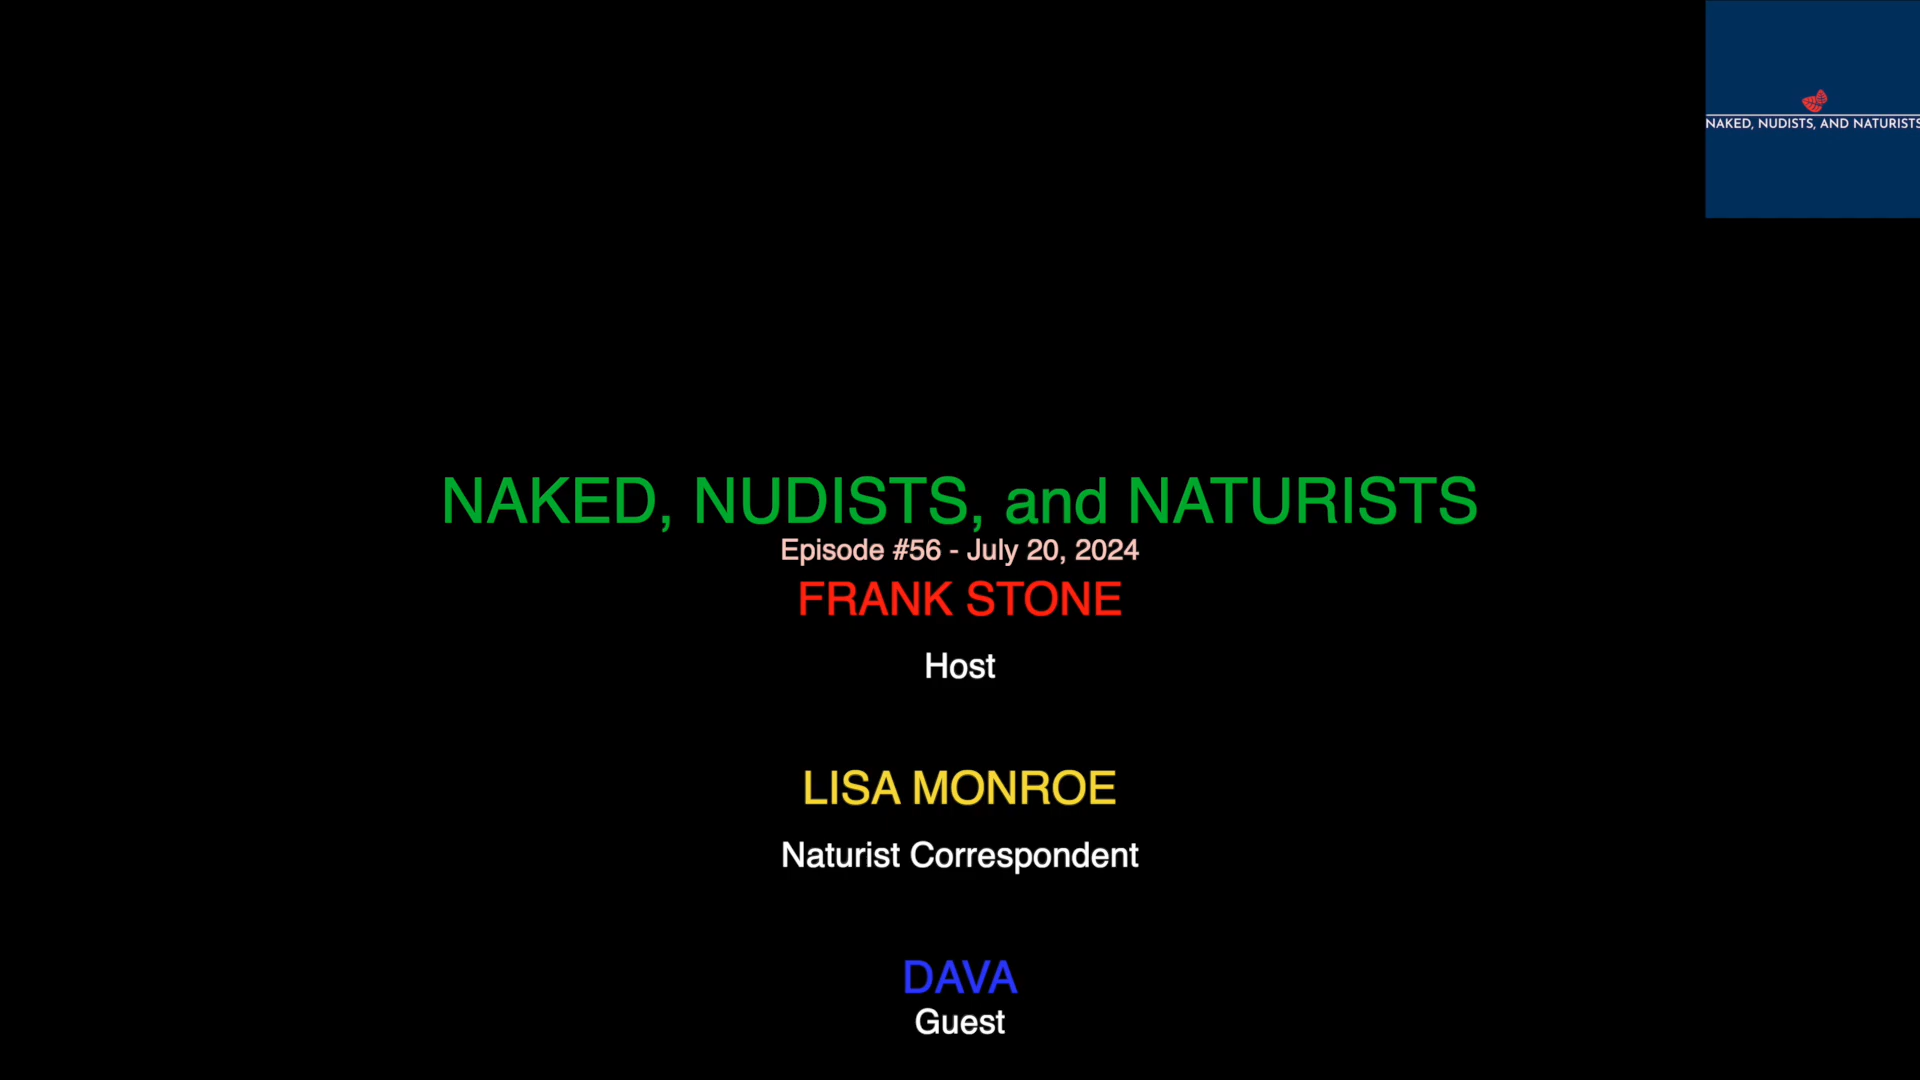 NAKED, NUDISTS, AND NATURISTS
NAKED, NUDISTS, and NATURISTS
Episode #56 - July 20, 2024
FRANK STONE
Host
LISA MONROE
Naturist Correspondent
DAVA
Guest